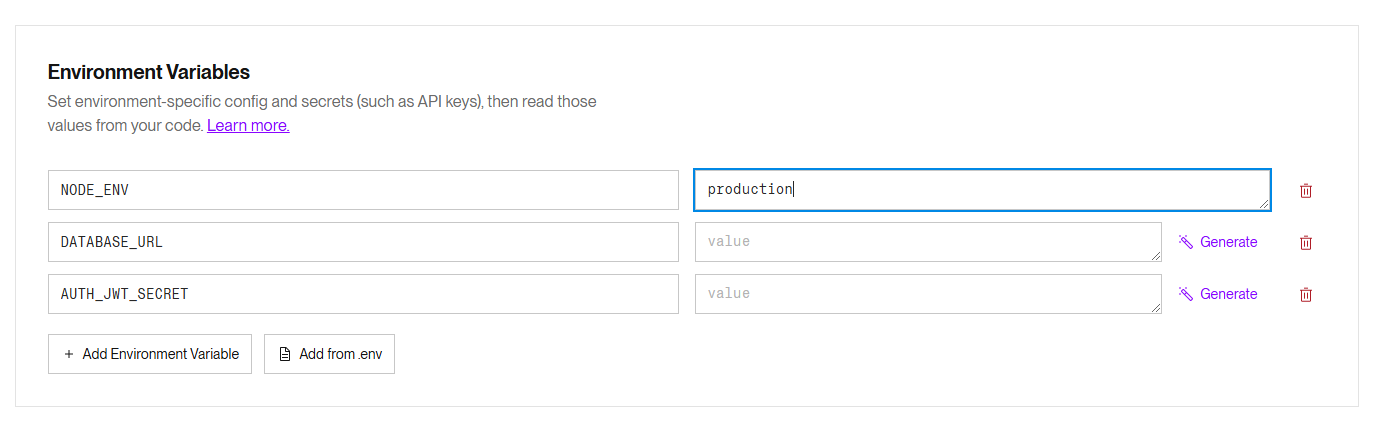 Environment Variables
Set environment-specific config and secrets (such as API keys), then read those
values from your code. Learn more.
NODE_ENV production
DATABASE_URL value Generate
AUTH_JWT_SECRET value Generate
+ Add Environment Variable Add from .env